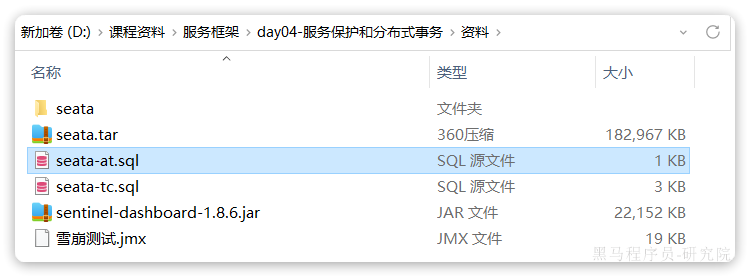 新加卷 (D:) › 课程资料 › 服务框架 › day04-服务保护和分布式事务 › 资料 ›
名称 类型 大小
seata 文件夹
seata.tar 360压缩 182,967 KB
seata-at.sql SQL 源文件 1 KB
seata-tc.sql SQL 源文件 3 KB
sentinel-dashboard-1.8.6.jar JAR 文件 22,152 KB
雪崩测试.jmx JMX 文件 19 KB
黑马程序员-研究院